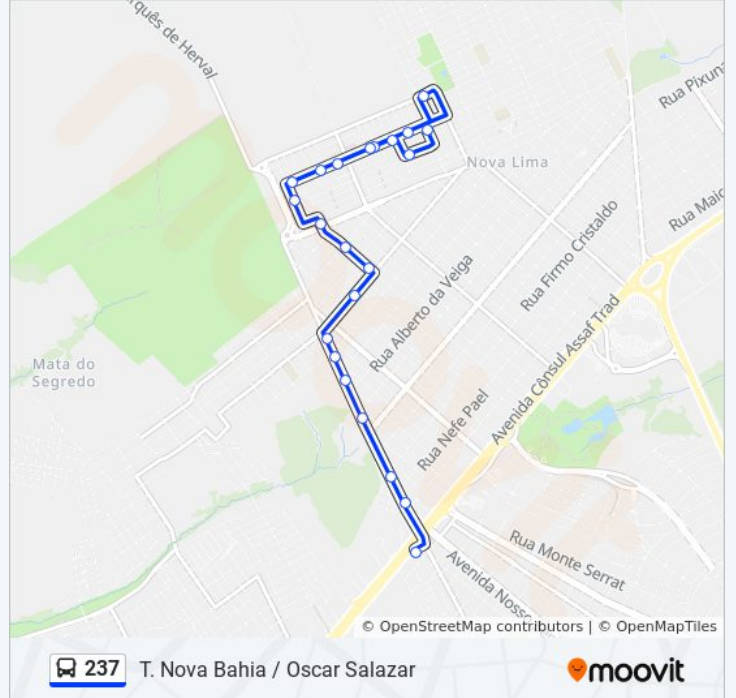 rquês de Herval
Rua Pixuna
Nova Lima
Rua Maio
Rua Firmo Cristaldo
Rua Alberto da Veiga
Avenida Cônsul Assaf Trad
Mata do
Segredo
Rua Nefe Pael
Rua Monte Serrat
Avenida Nosso
© OpenStreetMap contributors | © OpenMapTiles
237 T. Nova Bahia / Oscar Salazar
moovit